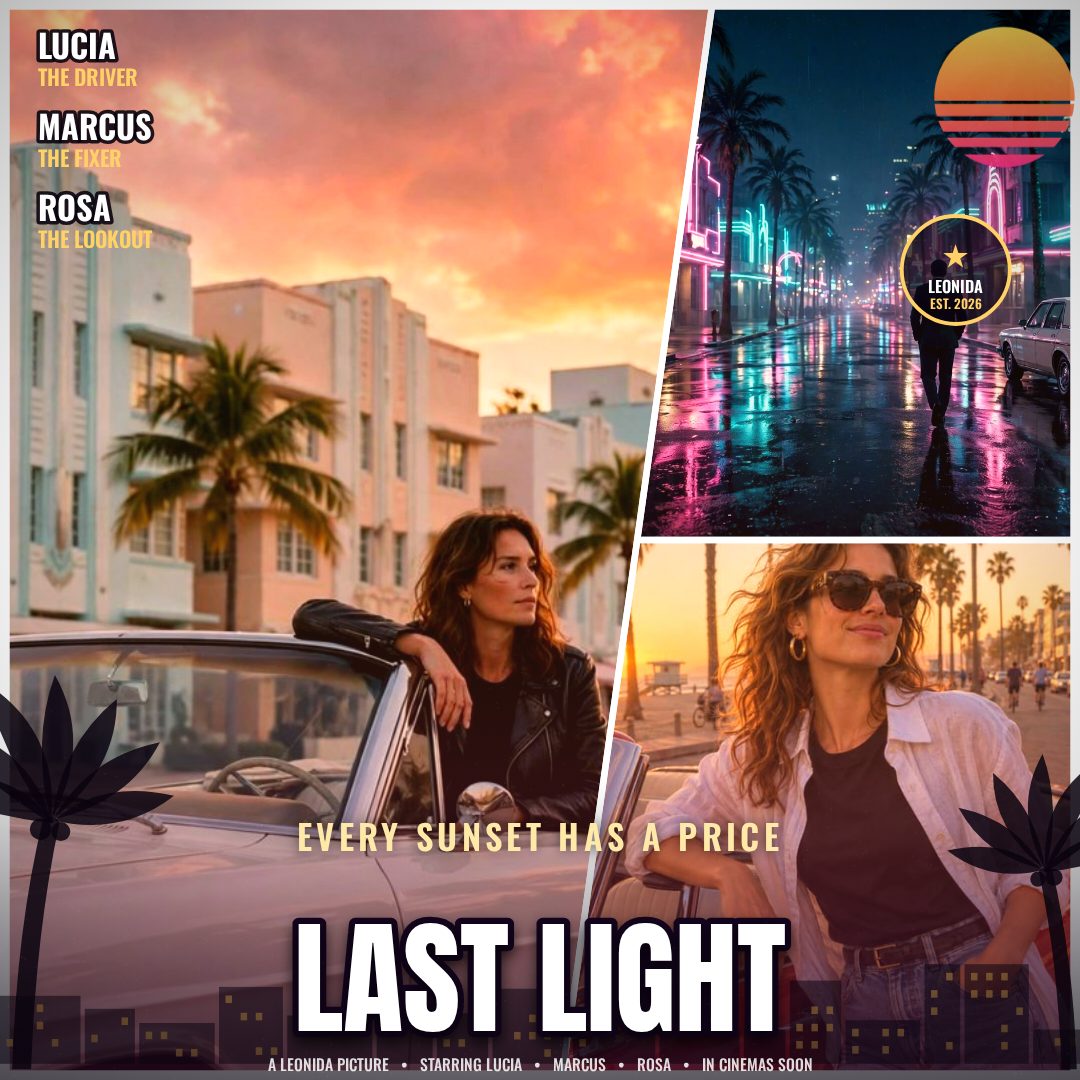 LUCIA
THE DRIVER
MARCUS
THE FIXER
ROSA
THE LOOKOUT
LEONIDA
EST. 2026
EVERY SUNSET HAS A PRICE
LAST LIGHT
A LEONIDA PICTURE • STARRING LUCIA • MARCUS • ROSA • IN CINEMAS SOON